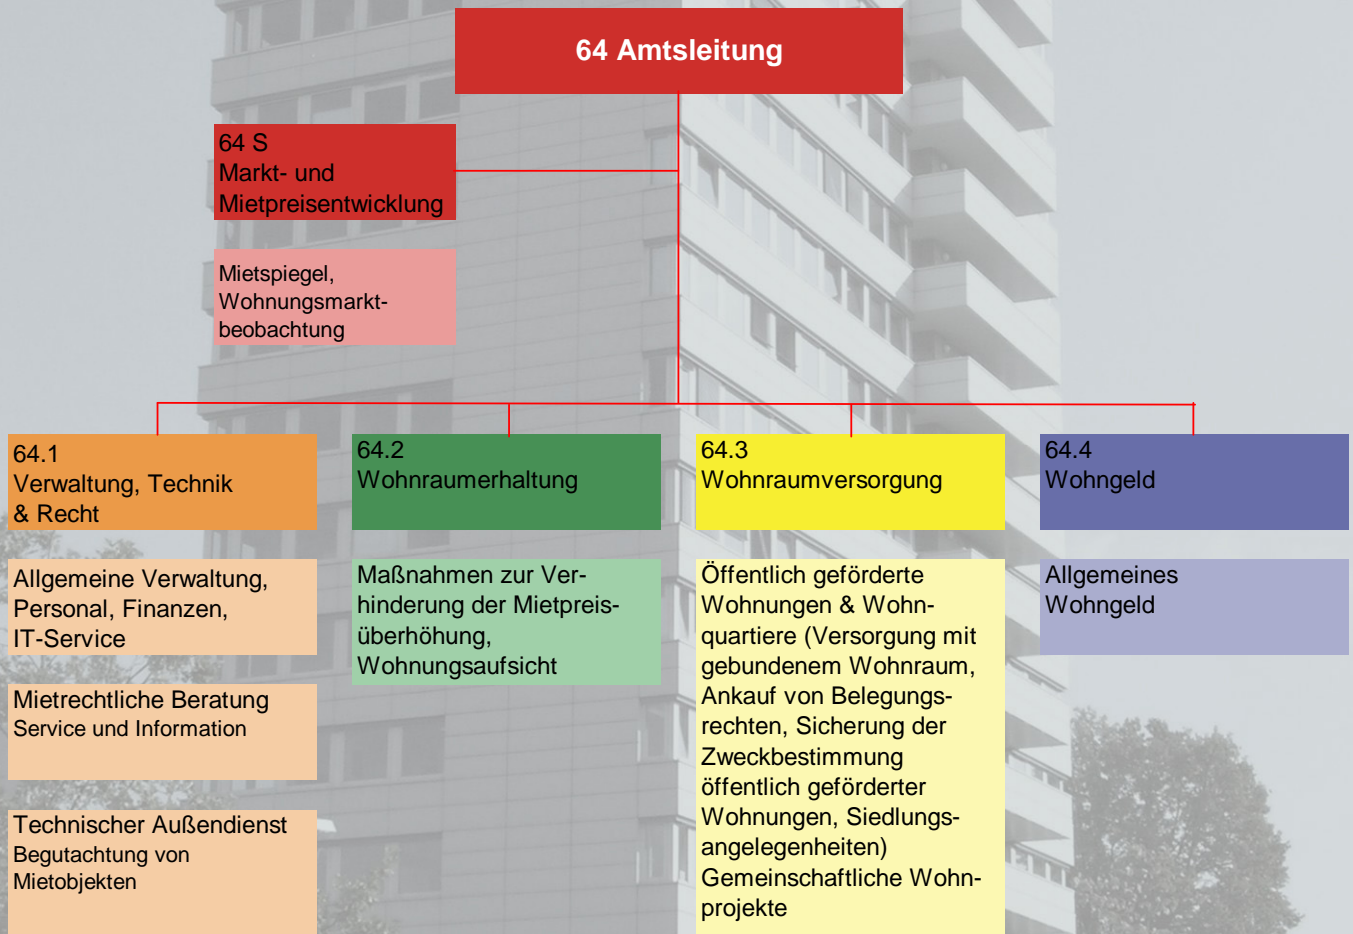 64 Amtsleitung
64 S
Markt- und
Mietpreisentwicklung
Mietspiegel,
Wohnungsmarkt-
beobachtung
64.1
Verwaltung, Technik
& Recht
Allgemeine Verwaltung,
Personal, Finanzen,
IT-Service
Mietrechtliche Beratung
Service und Information
Technischer Außendienst
Begutachtung von
Mietobjekten
64.2
Wohnraumerhaltung
Maßnahmen zur Ver-
hinderung der Mietpreis-
überhöhung,
Wohnungsaufsicht
64.3
Wohnraumversorgung
Öffentlich geförderte
Wohnungen & Wohn-
quartiere (Versorgung mit
gebundenem Wohnraum,
Ankauf von Belegungs-
rechten, Sicherung der
Zweckbestimmung
öffentlich geförderter
Wohnungen, Siedlungs-
angelegenheiten)
Gemeinschaftliche Wohn-
projekte
64.4
Wohngeld
Allgemeines
Wohngeld